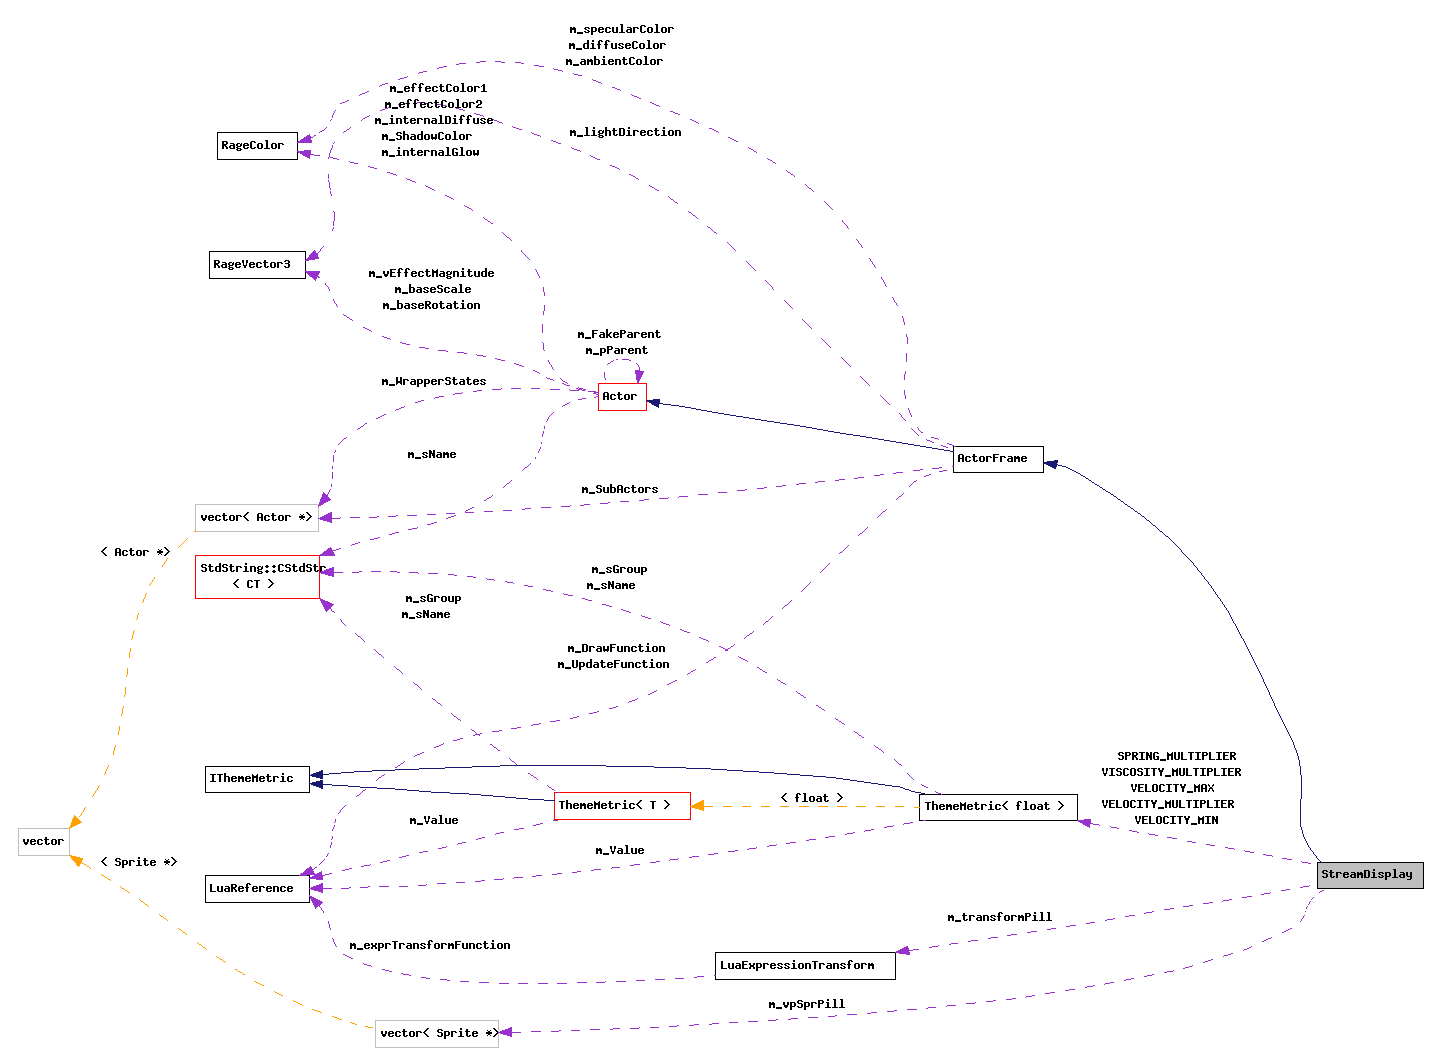 m_specularColor
m_diffuseColor
m_ambientColor
m_effectColor1
m_effectColor2
m_internalDiffuse
m_ShadowColor
m_internalGlow
m_lightDirection
RageColor
RageVector3
m_vEffectMagnitude
m_baseScale
m_baseRotation
m_FakeParent
m_pParent
m_WrapperStates
Actor
m_sName
ActorFrame
m_SubActors
vector< Actor *>
< Actor *>
StdString::CStdStr
< CT >
m_sGroup
m_sName
m_sGroup
m_sName
m_DrawFunction
m_UpdateFunction
IThemeMetric
ThemeMetric< T >
< float >
ThemeMetric< float >
SPRING_MULTIPLIER
VISCOSITY_MULTIPLIER
VELOCITY_MAX
VELOCITY_MULTIPLIER
VELOCITY_MIN
m_Value
m_Value
vector
< Sprite *>
LuaReference
StreamDisplay
m_transformPill
m_exprTransformFunction
LuaExpressionTransform
m_vpSprPill
vector< Sprite *>